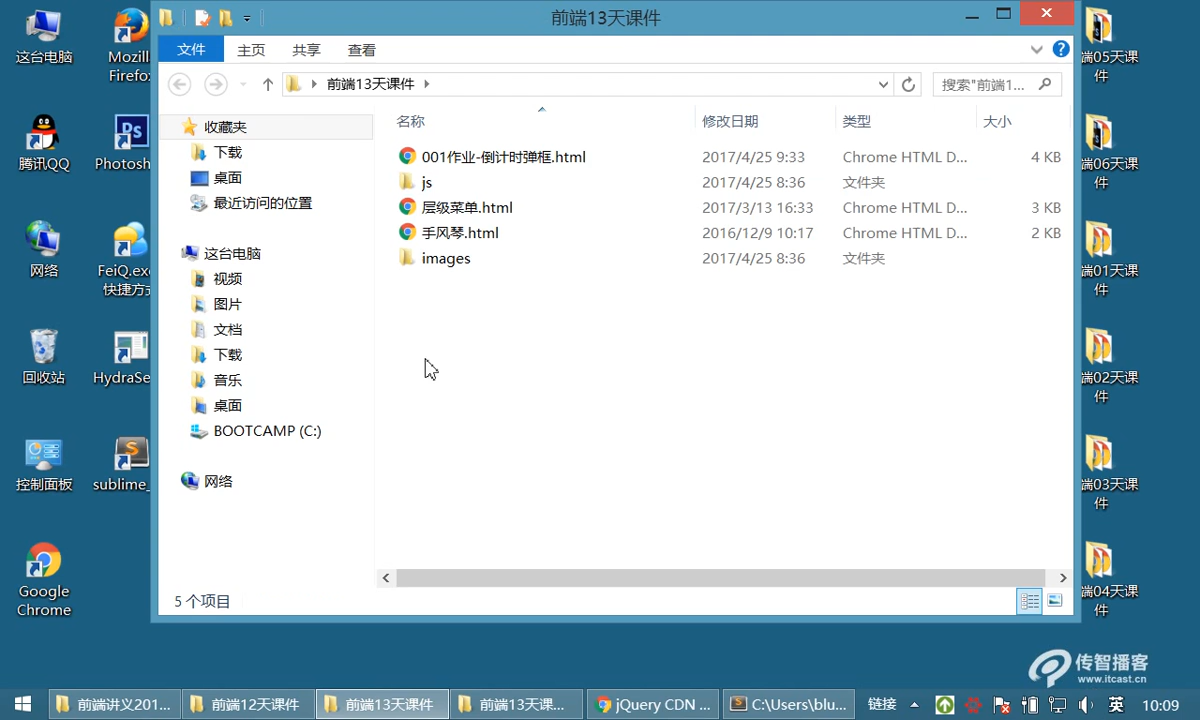 前端13天课件
文件
主页
共享
查看
前端13天课件
搜索"前端1...
收藏夹
下载
桌面
最近访问的位置
这台电脑
视频
图片
文档
下载
音乐
桌面
BOOTCAMP (C:)
网络
名称
修改日期
类型
大小
001作业-倒计时弹框.html
2017/4/25 9:33
Chrome HTML D...
4 KB
js
2017/4/25 8:36
文件夹
层级菜单.html
2017/3/13 16:33
Chrome HTML D...
3 KB
手风琴.html
2016/12/9 10:17
Chrome HTML D...
2 KB
images
2017/4/25 8:36
文件夹
5 个项目
这台电脑
Mozill
Firefo
腾讯QQ
Photosh
网络
FeiQ.ex
快捷方
回收站
HydraSe
控制面板
sublime_
Google
Chrome
端05天课
件
端06天课
件
端01天课
件
端02天课
件
端03天课
件
端04天课
件
传智播客
www.itcast.cn
前端讲义201...
前端12天课件
前端13天课件
前端13天课...
jQuery CDN ...
C:\Users\blu...
链接
英
10:09